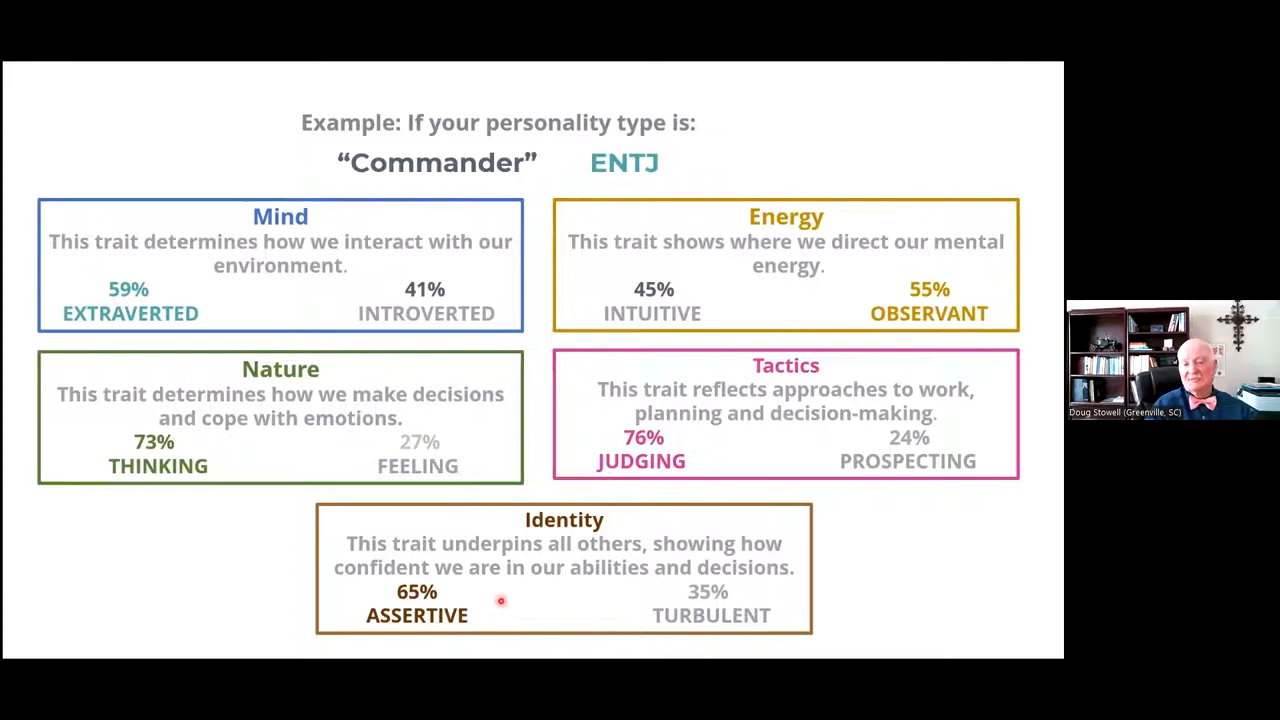 Example: If your personality type is:
“Commander” ENTJ
Mind
This trait determines how we interact with our
environment.
59% 41%
EXTRAVERTED INTROVERTED
Energy
This trait shows where we direct our mental
energy.
45% 55%
INTUITIVE OBSERVANT
Nature
This trait determines how we make decisions
and cope with emotions.
73% 27%
THINKING FEELING
Tactics
This trait reflects approaches to work,
planning and decision-making.
76% 24%
JUDGING PROSPECTING
Identity
This trait underpins all others, showing how
confident we are in our abilities and decisions.
65% 35%
ASSERTIVE TURBULENT
Doug Stowell (Greenville, SC)